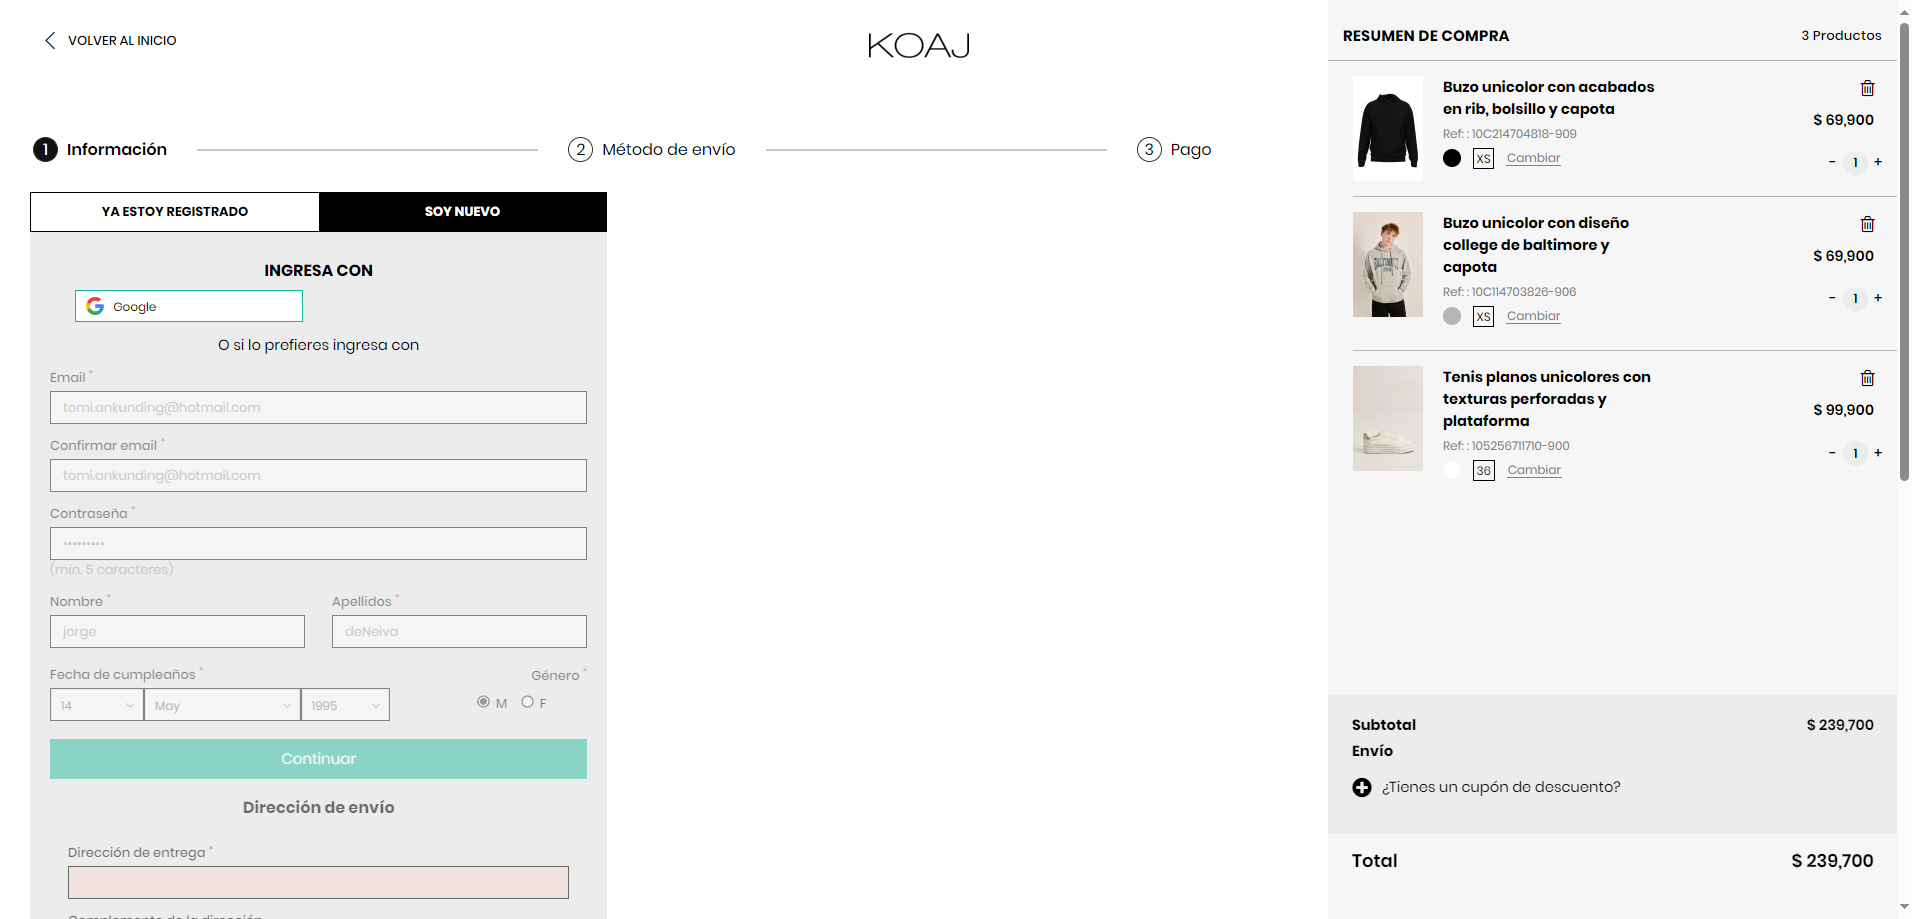 VOLVER AL INICIO
KOAJ
1 Información
2 Método de envío
3 Pago
YA ESTOY REGISTRADO
SOY NUEVO
INGRESA CON
Google
O si lo prefieres ingresa con
Email *
tomi.ankunding@hotmail.com
Confirmar email *
tomi.ankunding@hotmail.com
Contraseña *
•••••••••
(mín. 5 caracteres)
Nombre *
Apellidos *
jorge
deNeiva
Fecha de cumpleaños *
Género *
14
May
1995
M
F
Continuar
Dirección de envío
Dirección de entrega *
Complemento de la dirección
RESUMEN DE COMPRA
3 Productos
Buzo unicolor con acabados
en rib, bolsillo y capota
$ 69,900
Ref: : 10C214704818-909
XS Cambiar
- 1 +
Buzo unicolor con diseño
college de baltimore y
capota
$ 69,900
Ref: : 10C114703826-906
XS Cambiar
- 1 +
Tenis planos unicolores con
texturas perforadas y
plataforma
$ 99,900
Ref: : 105256711710-900
36 Cambiar
- 1 +
Subtotal
$ 239,700
Envío
¿Tienes un cupón de descuento?
Total
$ 239,700